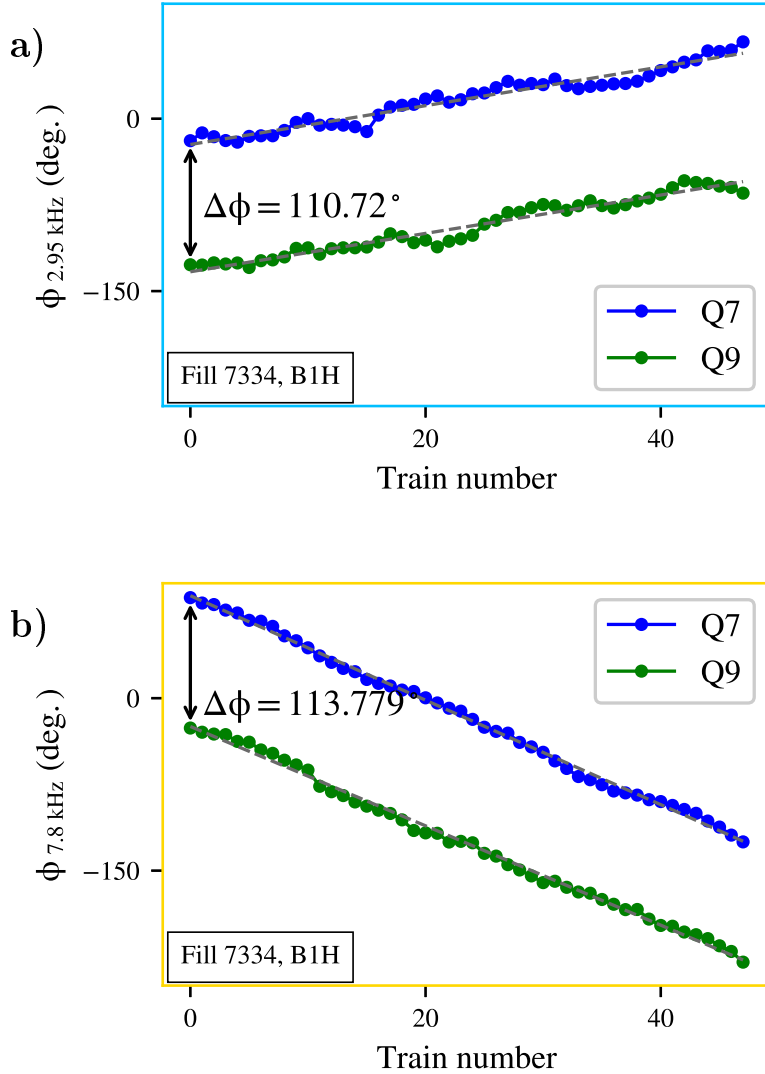 a)
ϕ 2.95 kHz (deg.)
0
−150
Δϕ = 110.72°
Q7
Q9
Fill 7334, B1H
0 20 40
Train number
b)
ϕ 7.8 kHz (deg.)
0
−150
Δϕ = 113.779°
Q7
Q9
Fill 7334, B1H
0 20 40
Train number